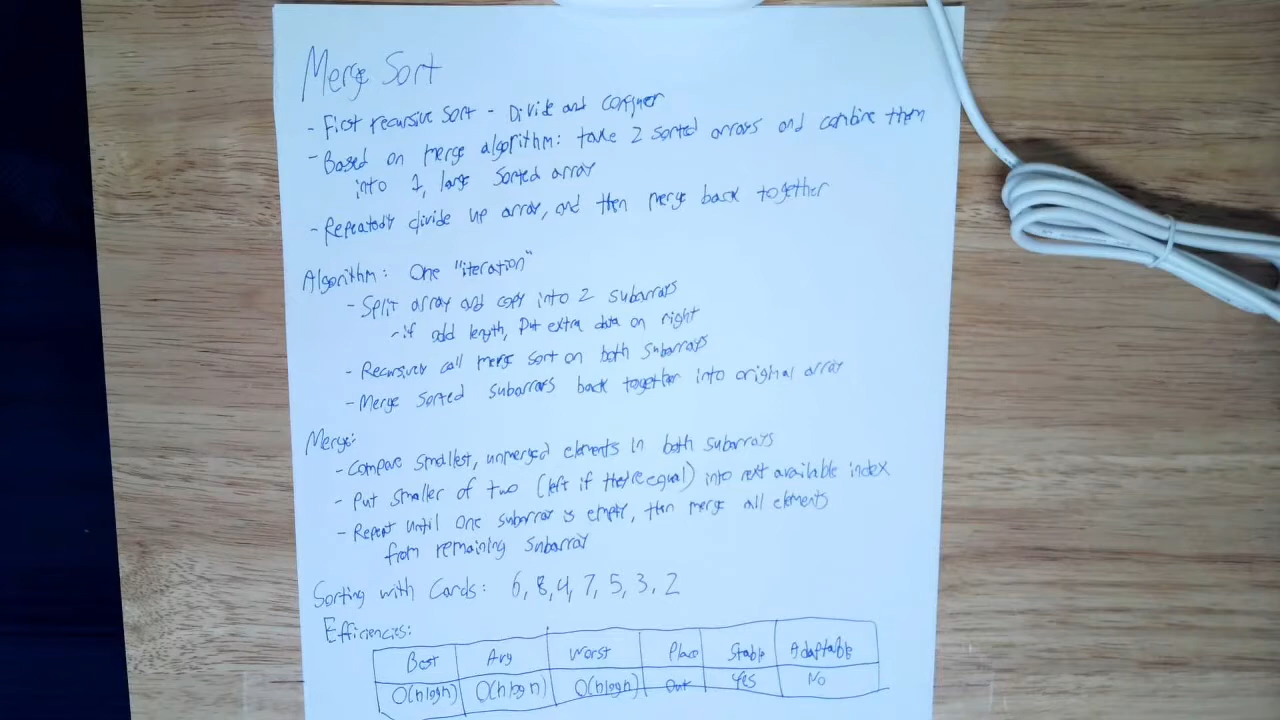 Merge Sort
- First recursive sort - Divide and conquer
- Based on merge algorithm: take 2 sorted arrays and combine them
into 1, large sorted array
- Repeatedly divide up array, and then merge back together
Algorithm: One "iteration"
- Split array and copy into 2 subarrays
- if odd length, put extra data on right
- Recursively call merge sort on both subarrays
- Merge sorted subarrays back together into original array
Merge:
- Compare smallest, unmerged elements in both subarrays
- Put smaller of two (left if they're equal) into next available index
- Repeat until one subarray is empty, then merge all elements
from remaining subarray
Sorting with Cards: 6, 8, 4, 7, 5, 3, 2
Efficiencies:
Best Avg Worst Place Stable Adaptable
O(nlogn) O(nlogn) O(nlogn) Out Yes No